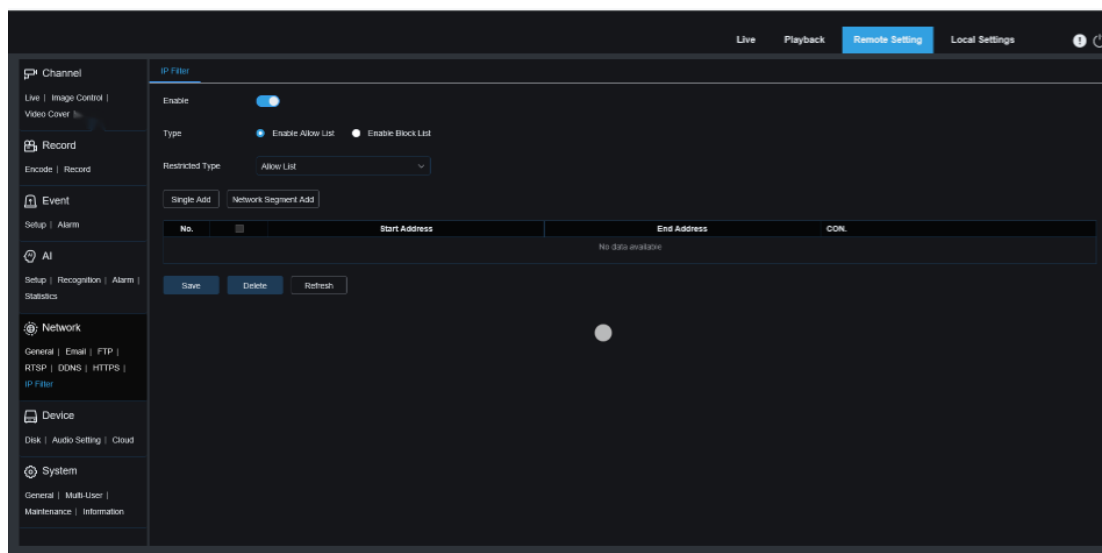 Live Playback Remote Setting Local Settings
Channel
Live | Image Control |
Video Cover |
Record
Encode | Record
Event
Setup | Alarm
AI
Setup | Recognition | Alarm |
Statistics
Network
General | Email | FTP |
RTSP | DDNS | HTTPS |
IP Filter
Device
Disk | Audio Setting | Cloud
System
General | Multi-User |
Maintenance | Information
IP Filter
Enable
Type Enable Allow List Enable Block List
Restricted Type Allow List
Single Add Network Segment Add
No. Start Address End Address CON.
No data available
Save Delete Refresh